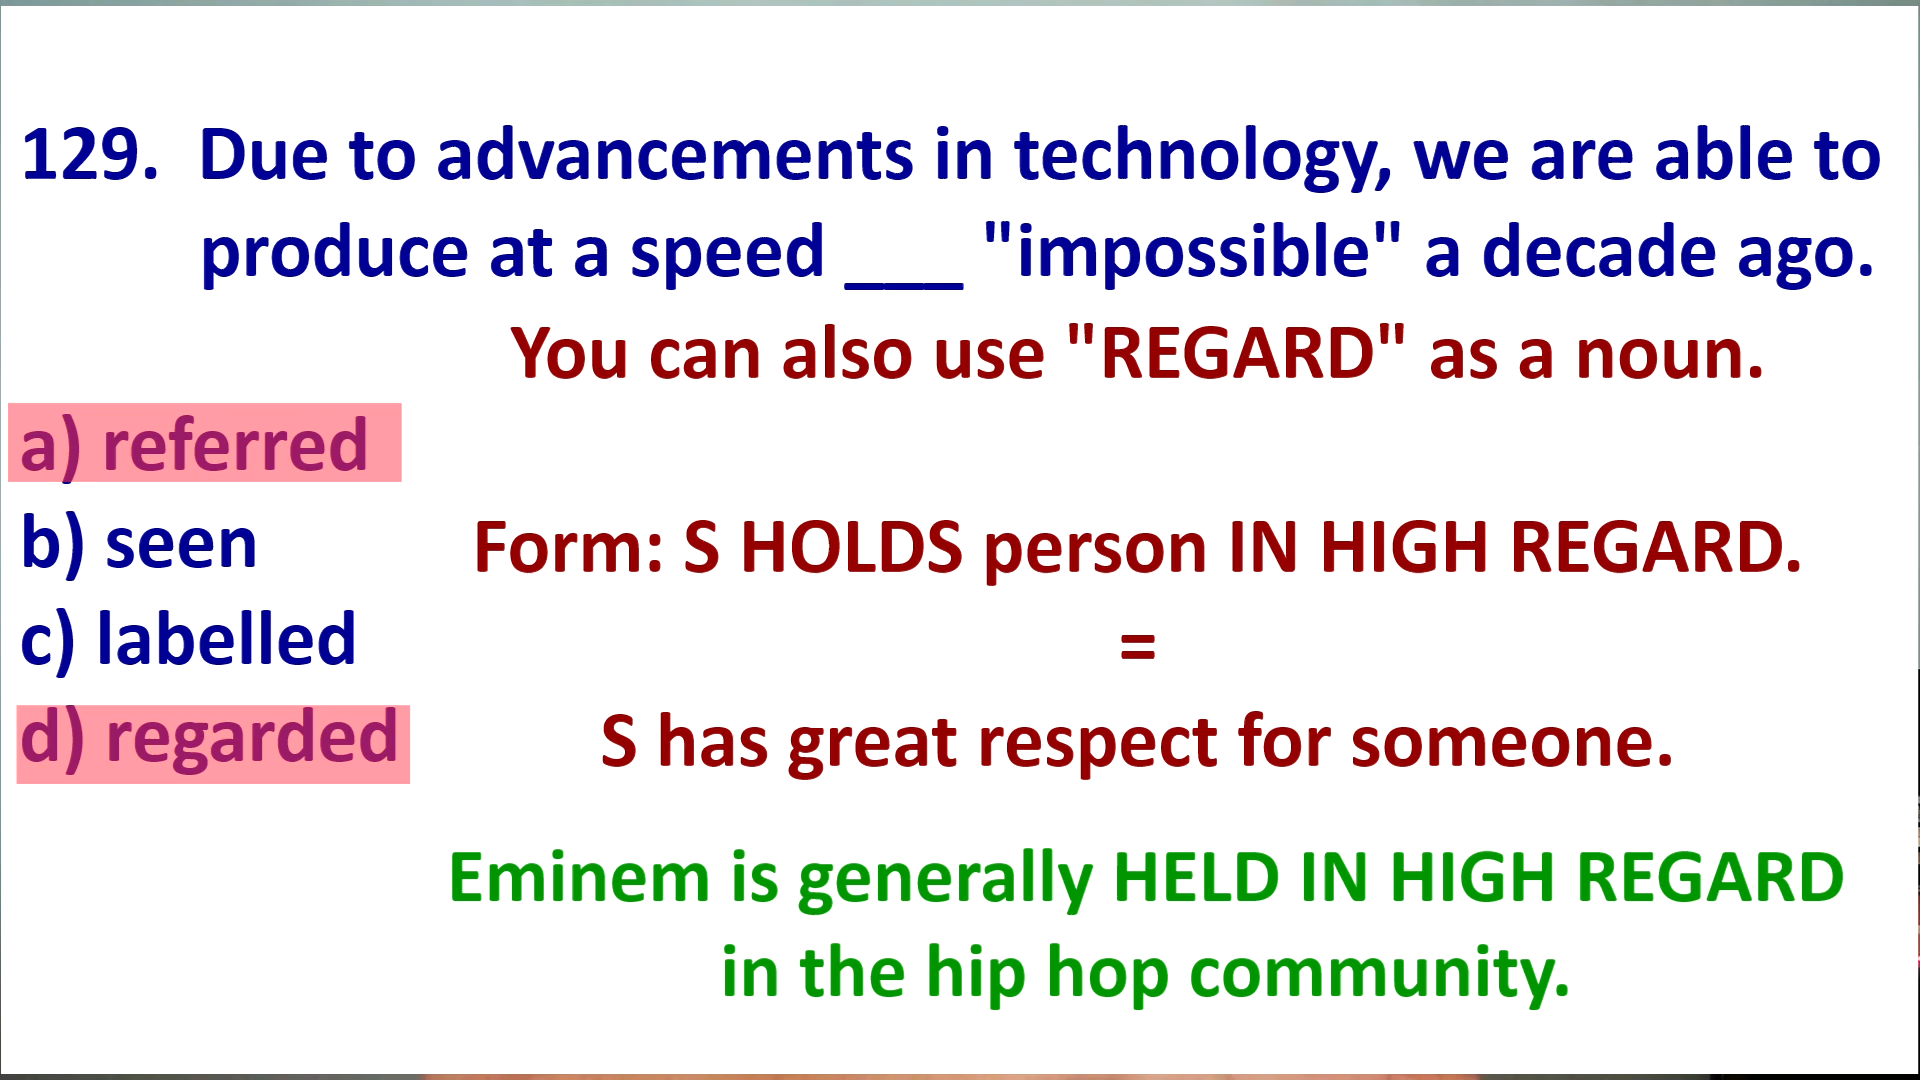 129. Due to advancements in technology, we are able to
produce at a speed ___ "impossible" a decade ago.
You can also use "REGARD" as a noun.
a) referred
b) seen
Form: S HOLDS person IN HIGH REGARD.
c) labelled
=
d) regarded
S has great respect for someone.
Eminem is generally HELD IN HIGH REGARD
in the hip hop community.